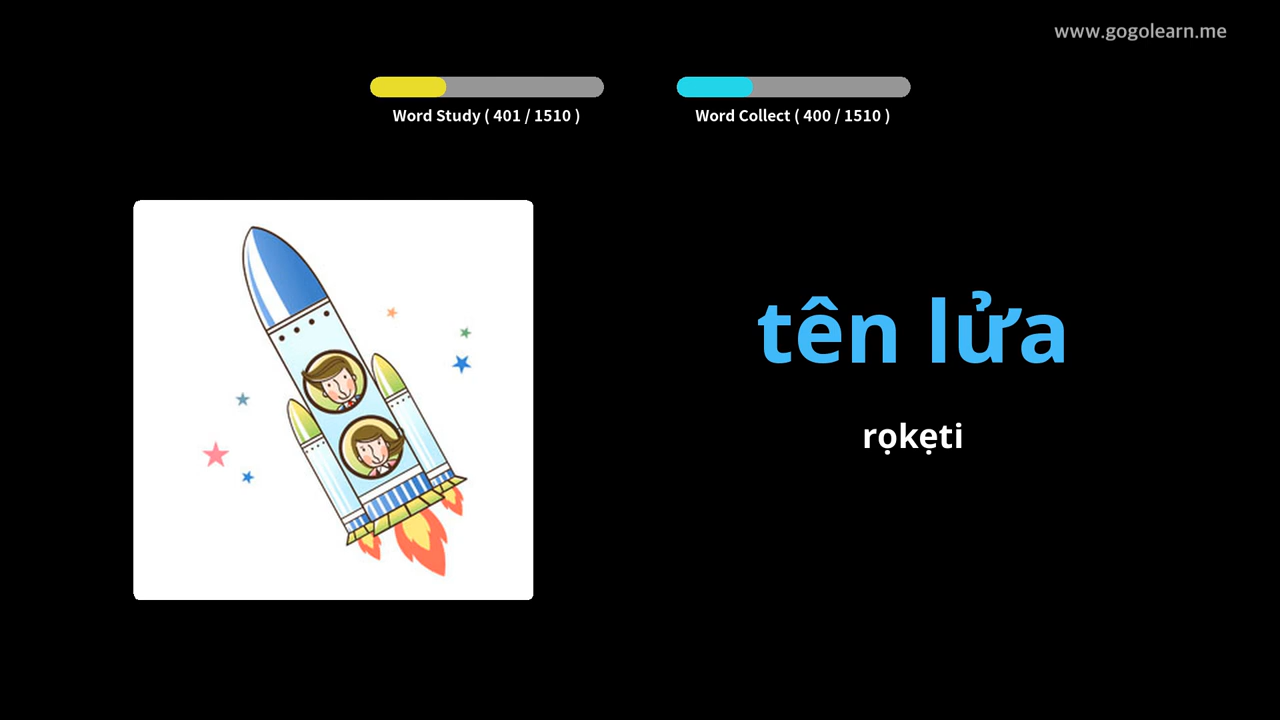 www.gogolearn.me
Word Study ( 401 / 1510 )
Word Collect ( 400 / 1510 )
tên lửa
rọkẹti